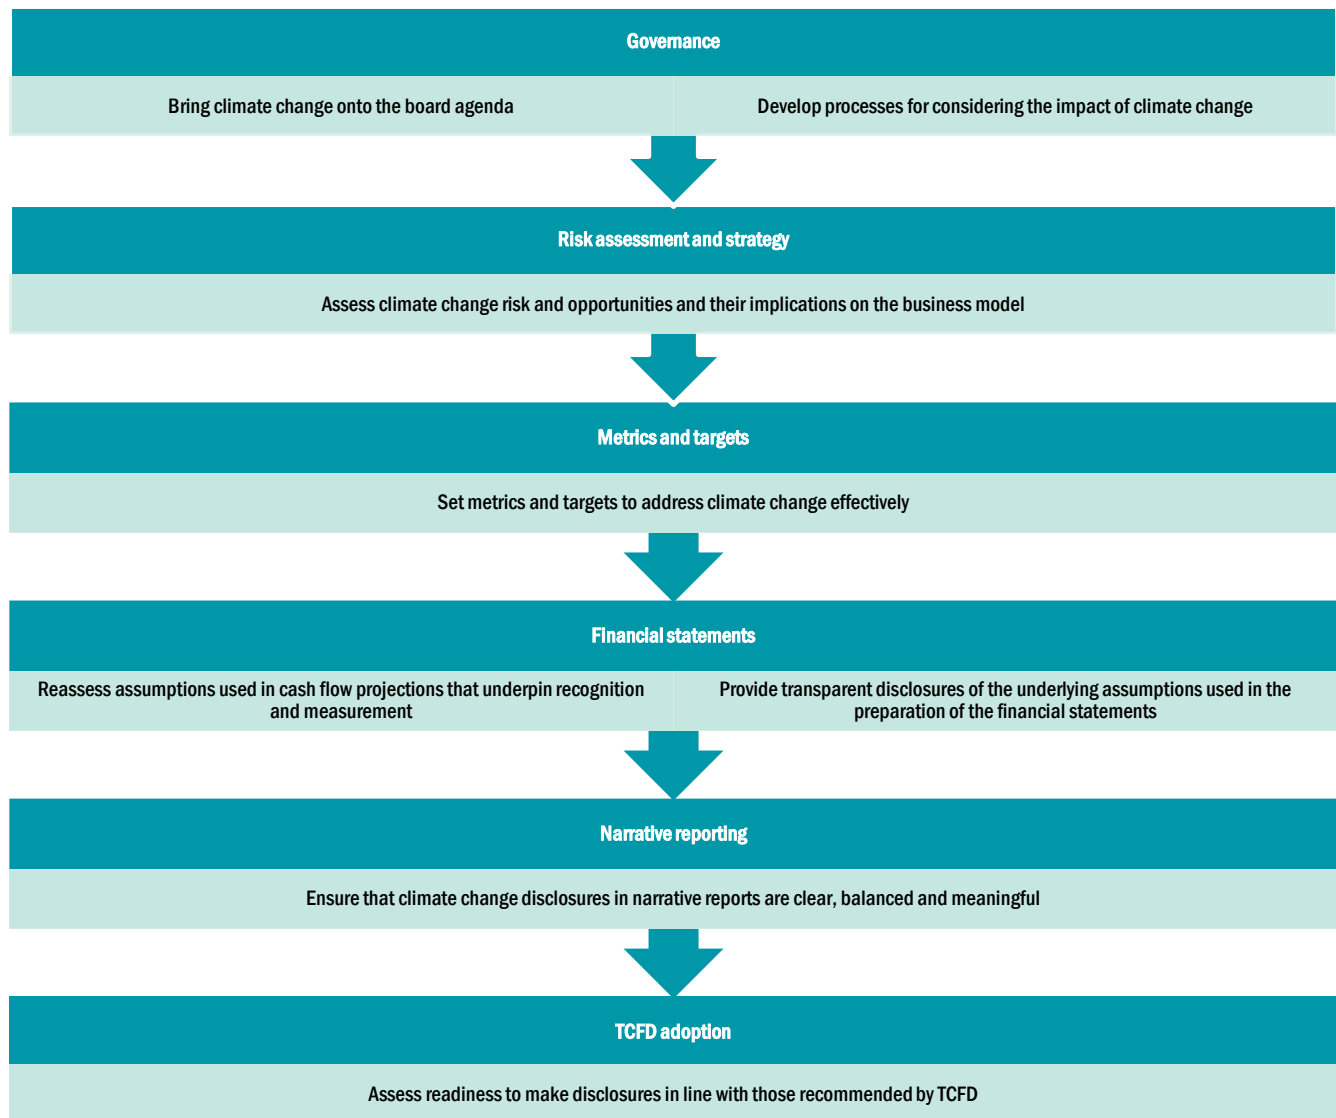 Governance
Bring climate change onto the board agenda
Develop processes for considering the impact of climate change
Risk assessment and strategy
Assess climate change risk and opportunities and their implications on the business model
Metrics and targets
Set metrics and targets to address climate change effectively
Financial statements
Reassess assumptions used in cash flow projections that underpin recognition
and measurement
Provide transparent disclosures of the underlying assumptions used in the
preparation of the financial statements
Narrative reporting
Ensure that climate change disclosures in narrative reports are clear, balanced and meaningful
TCFD adoption
Assess readiness to make disclosures in line with those recommended by TCFD